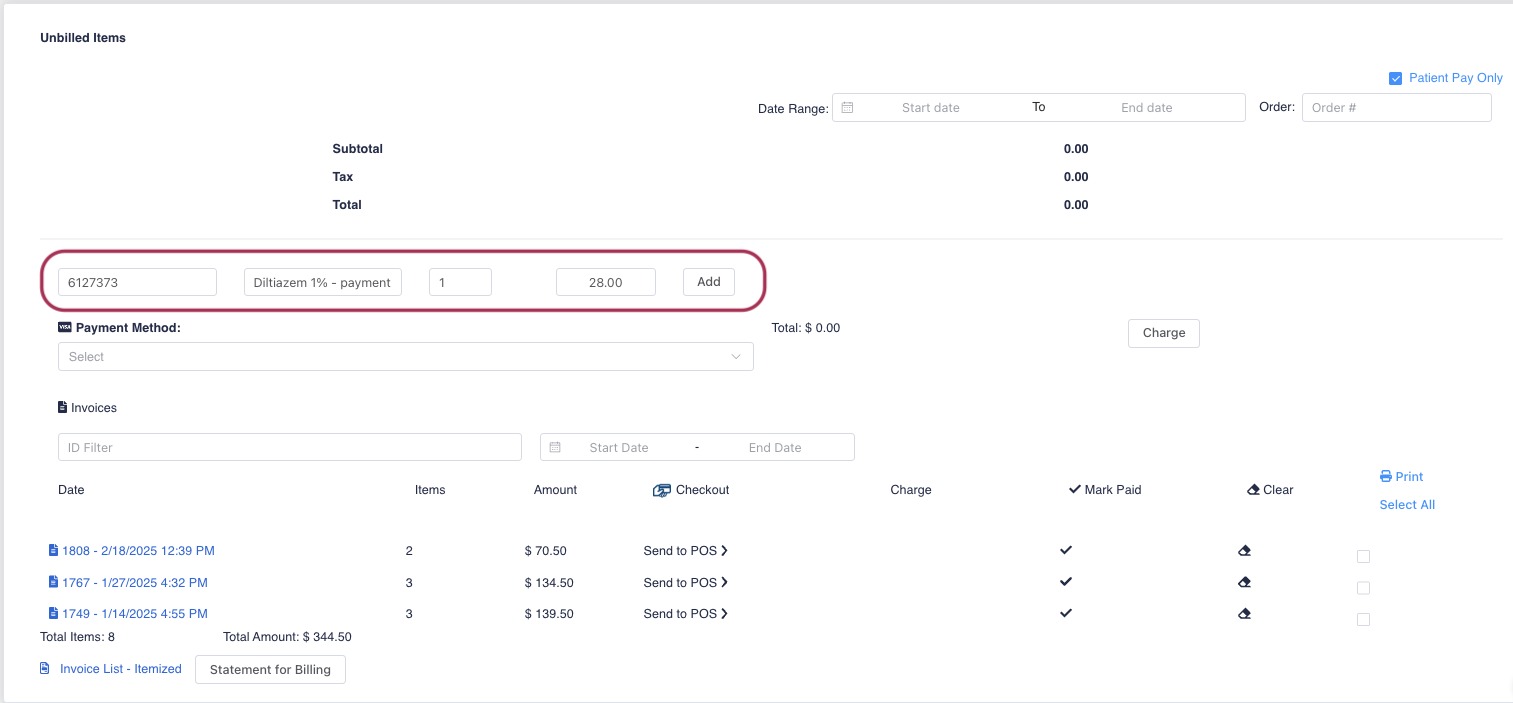 Unbilled Items
Patient Pay Only
Date Range: Start date To End date Order: Order #
Subtotal 0.00
Tax 0.00
Total 0.00
6127373 Diltiazem 1% - payment 1 28.00 Add
VISA Payment Method: Total: $ 0.00 Charge
Select
Invoices
ID Filter Start Date - End Date
Print
Date Items Amount Checkout Charge Mark Paid Clear
Select All
1808 - 2/18/2025 12:39 PM 2 $ 70.50 Send to POS
1767 - 1/27/2025 4:32 PM 3 $ 134.50 Send to POS
1749 - 1/14/2025 4:55 PM 3 $ 139.50 Send to POS
Total Items: 8 Total Amount: $ 344.50
Invoice List - Itemized Statement for Billing